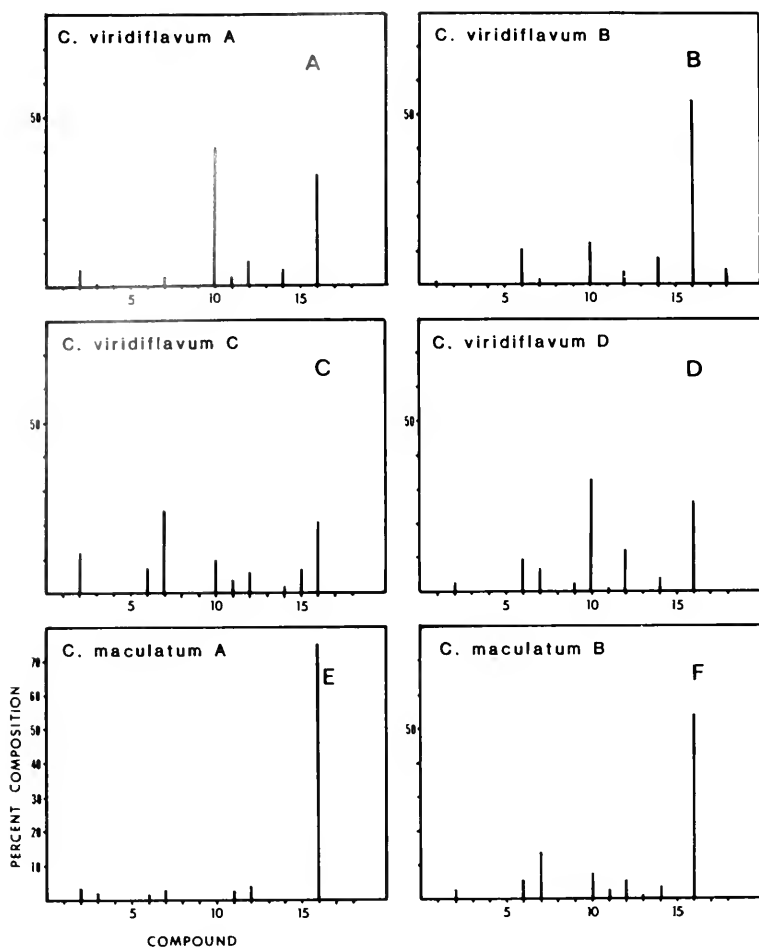 C. viridiflavum A
A
50
5 10 15
C. viridiflavum B
B
50
5 10 15
C. viridiflavum C
C
50
5 10 15
C. viridiflavum D
D
50
5 10 15
C. maculatum A
E
70
60
50
40
30
20
10
PERCENT COMPOSITION
5 10 15
COMPOUND
C. maculatum B
F
50
5 10 15